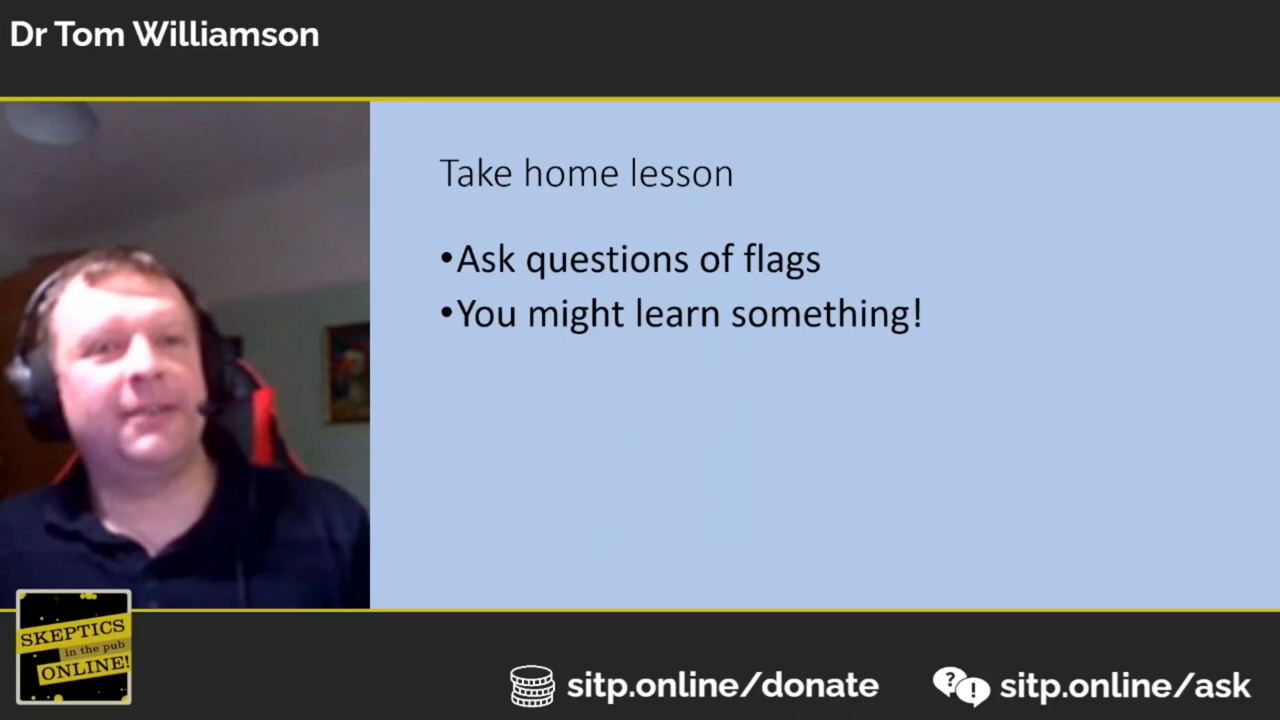 Dr Tom Williamson
Take home lesson
•Ask questions of flags
•You might learn something!
SKEPTICS
in the pub
ONLINE!
sitp.online/donate
? !
sitp.online/ask